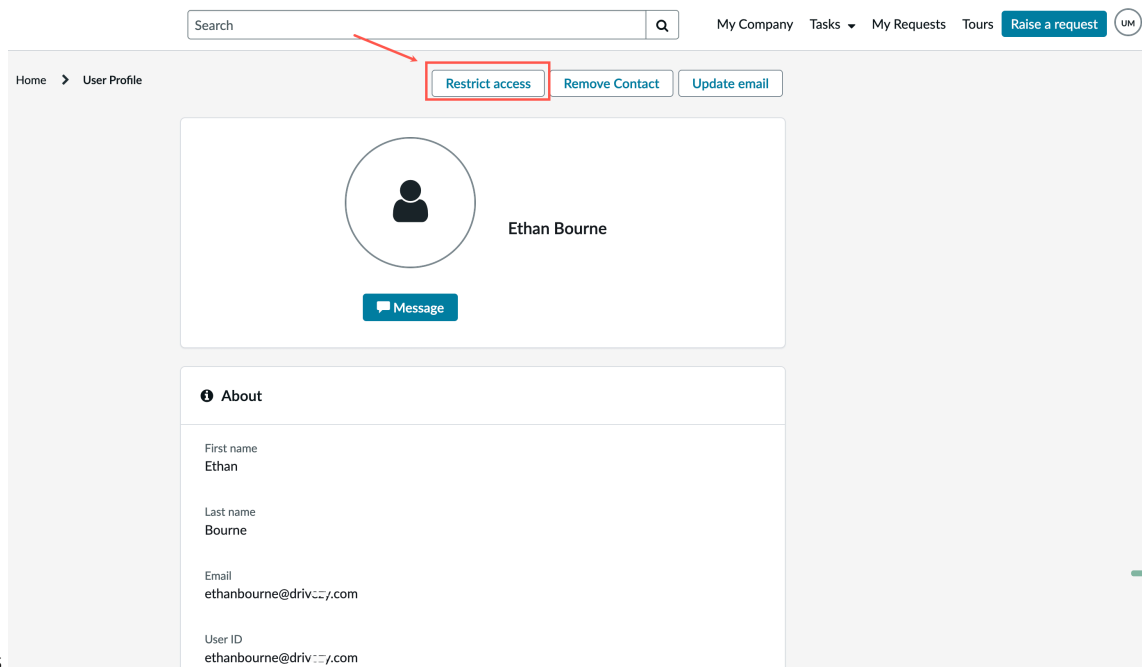 Search
My Company Tasks My Requests Tours Raise a request UM
Home User Profile
Restrict access Remove Contact Update email
Ethan Bourne
Message
About
First name
Ethan
Last name
Bourne
Email
User ID